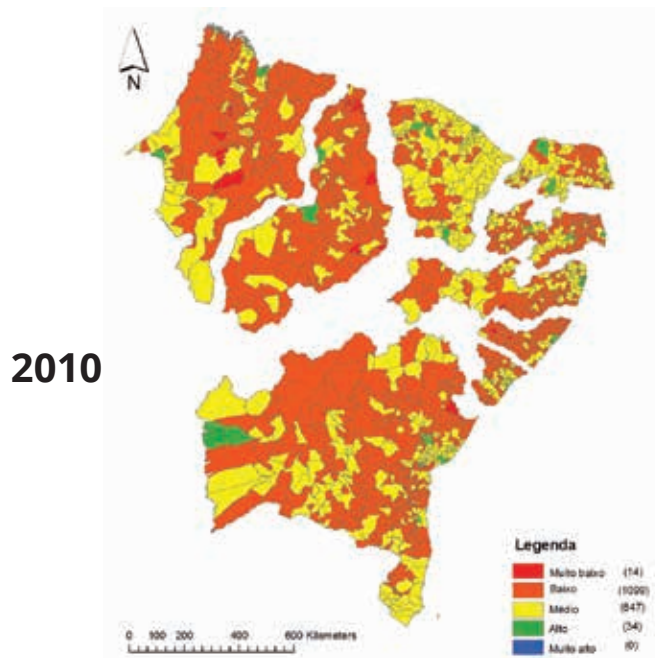 N
2010
Legenda
Muito baixo (14)
Baixo (1099)
Médio (647)
Alto (34)
Muito alto (0)
0 100 200 400 600 Kilometers